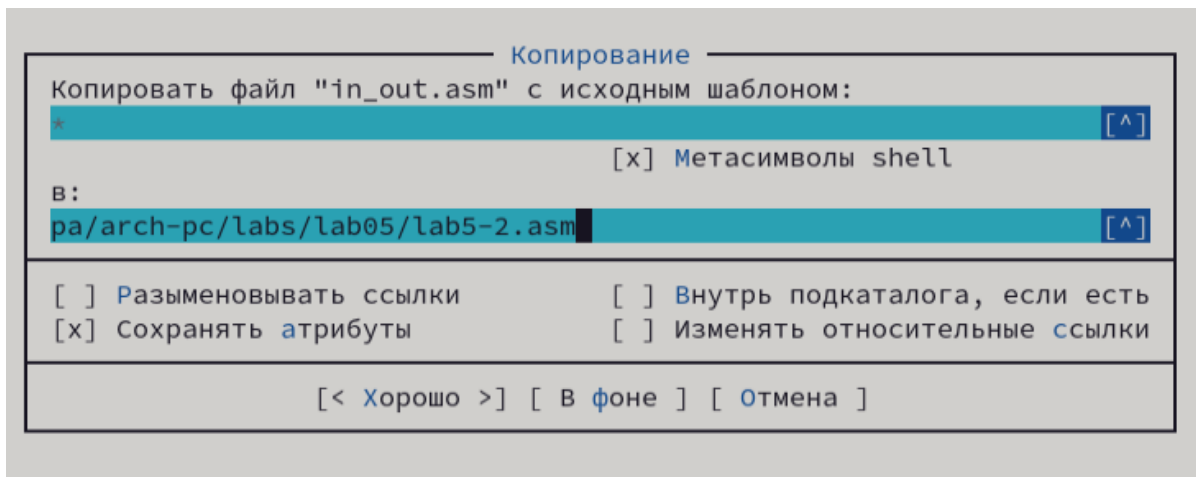 Копирование
Копировать файл "in_out.asm" с исходным шаблоном:
* [^]
[x] Метасимволы shell
в:
pa/arch-pc/labs/lab05/lab5-2.asm [^]
[ ] Разыменовывать ссылки [ ] Внутрь подкаталога, если есть
[x] Сохранять атрибуты [ ] Изменять относительные ссылки
[< Хорошо >] [ В фоне ] [ Отмена ]